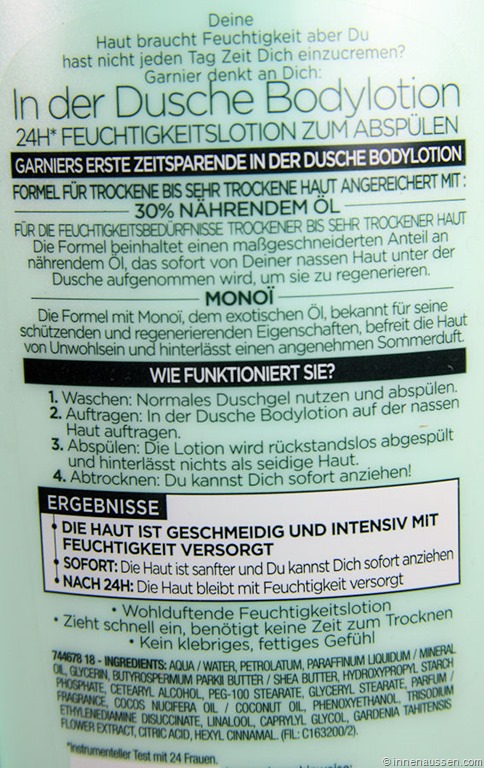 Deine
Haut braucht Feuchtigkeit aber Du
hast nicht jeden Tag Zeit Dich einzucremen?
Garnier denkt an Dich:
In der Dusche Bodylotion
24H* FEUCHTIGKEITSLOTION ZUM ABSPÜLEN
GARNIERS ERSTE ZEITSPARENDE IN DER DUSCHE BODYLOTION
FORMEL FÜR TROCKENE BIS SEHR TROCKENE HAUT ANGEREICHERT MIT:
30% NÄHRENDEM ÖL
FÜR DIE FEUCHTIGKEITSBEDÜRFNISSE TROCKENER BIS SEHR TROCKENER HAUT
Die Formel beinhaltet einen maßgeschneiderten Anteil an
nährendem Öl, das sofort von Deiner nassen Haut unter der
Dusche aufgenommen wird, um sie zu regenerieren.
MONOÏ
Die Formel mit Monoï, dem exotischen Öl, bekannt für seine
schützenden und regenerierenden Eigenschaften, befreit die Haut
von Unwohlsein und hinterlässt einen angenehmen Sommerduft.
WIE FUNKTIONIERT SIE?
1. Waschen: Normales Duschgel nutzen und abspülen.
2. Auftragen: In der Dusche Bodylotion auf der nassen
Haut auftragen.
3. Abspülen: Die Lotion wird rückstandslos abgespült
und hinterlässt nichts als seidige Haut.
4. Abtrocknen: Du kannst Dich sofort anziehen!
ERGEBNISSE
• DIE HAUT IST GESCHMEIDIG UND INTENSIV MIT
FEUCHTIGKEIT VERSORGT
• SOFORT: Die Haut ist sanfter und Du kannst Dich sofort anziehen
• NACH 24H: Die Haut bleibt mit Feuchtigkeit versorgt
• Wohlduftende Feuchtigkeitslotion
• Zieht schnell ein, benötigt keine Zeit zum Trocknen
• Kein klebriges, fettiges Gefühl
744678 18 - INGREDIENTS: AQUA / WATER, PETROLATUM, PARAFFINUM LIQUIDUM / MINERAL
OIL, GLYCERIN, BUTYROSPERMUM PARKII BUTTER / SHEA BUTTER, HYDROXYPROPYL STARCH
PHOSPHATE, CETEARYL ALCOHOL, PEG-100 STEARATE, GLYCERYL STEARATE, PARFUM /
FRAGRANCE, COCOS NUCIFERA OIL / COCONUT OIL, PHENOXYETHANOL, TRISODIUM
ETHYLENEDIAMINE DISUCCINATE, LINALOOL, CAPRYLYL GLYCOL, GARDENIA TAHITENSIS
FLOWER EXTRACT, CITRIC ACID, HEXYL CINNAMAL. (FIL: C163200/2).
*Instrumenteller Test mit 24 Frauen.
© innenaussen.com